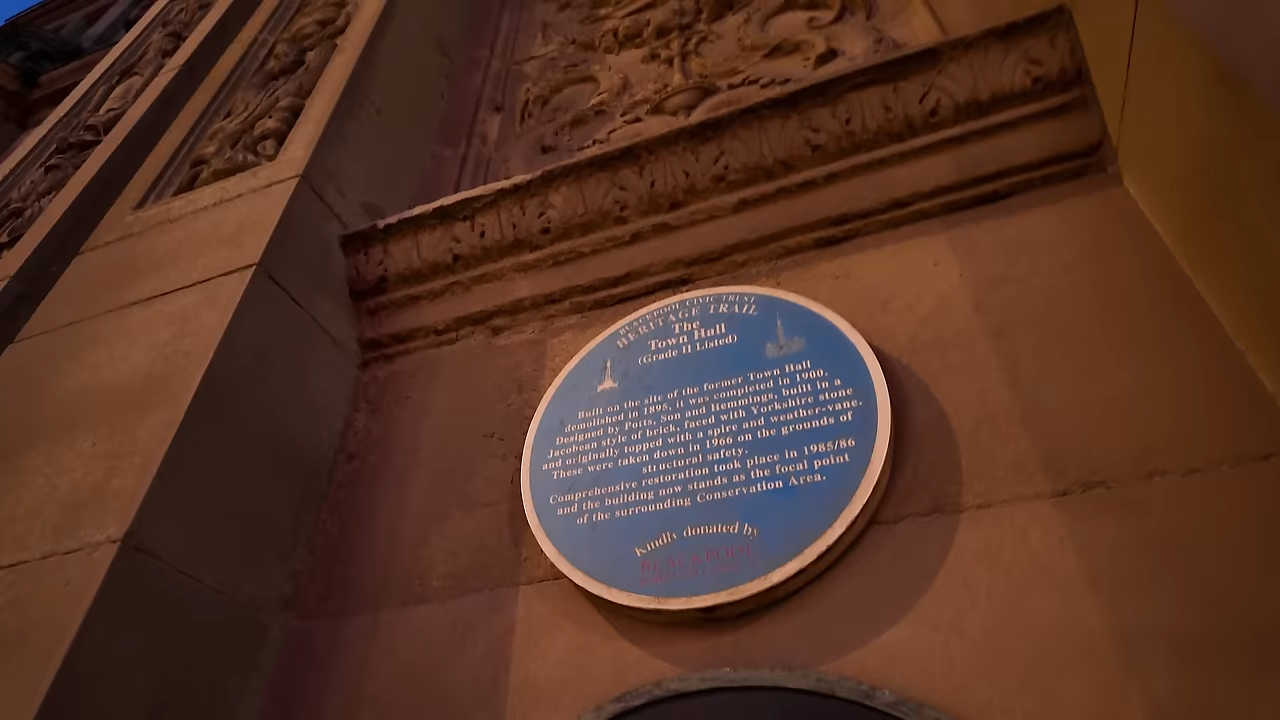 BLACKPOOL CIVIC TRUST
HERITAGE TRAIL
The
Town Hall
(Grade II Listed)
Built on the site of the former Town Hall
demolished in 1895, it was completed in 1900.
Designed by Potts, Son and Hemmings, built in a
Jacobean style of brick, faced with Yorkshire stone
and originally topped with a spire and weather-vane.
These were taken down in 1966 on the grounds of
structural safety.
Comprehensive restoration took place in 1985/86
and the building now stands as the focal point
of the surrounding Conservation Area.
Kindly donated by
BLACKPOOL